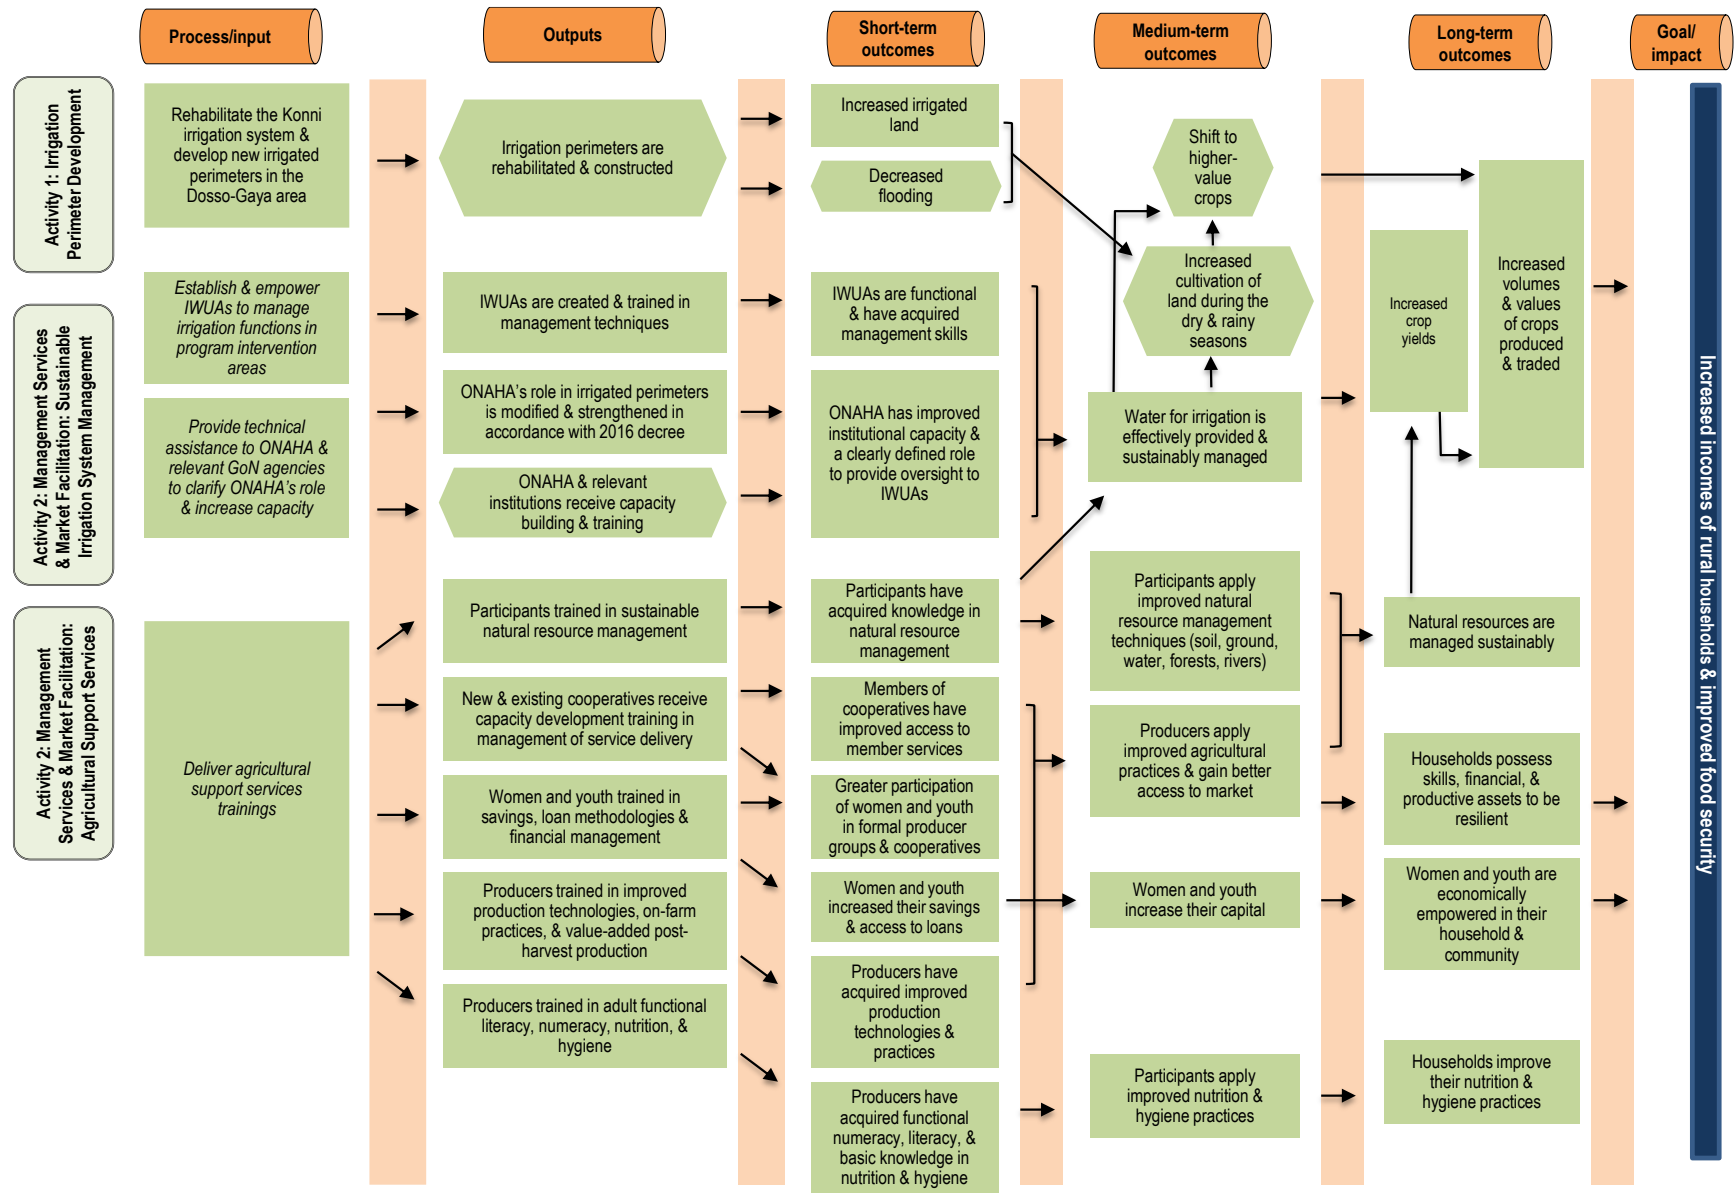 Process/input
Outputs
Short-term
outcomes
Medium-term
outcomes
Long-term
outcomes
Goal/
impact
Activity 1: Irrigation
Perimeter Development
Rehabilitate the Konni
irrigation system &
develop new irrigated
perimeters in the
Dosso-Gaya area
Irrigation perimeters are
rehabilitated & constructed
Increased irrigated
land
Decreased
flooding
Shift to
higher-
value
crops
Increased
cultivation of
land during the
dry & rainy
seasons
Increased
crop
yields
Increased
volumes
& values
of crops
produced
& traded
Activity 2: Management Services
& Market Facilitation: Sustainable
Irrigation System Management
Establish & empower
IWUAs to manage
irrigation functions in
program intervention
areas
Provide technical
assistance to ONAHA &
relevant GoN agencies
to clarify ONAHA's role
& increase capacity
IWUAs are created & trained in
management techniques
ONAHA's role in irrigated perimeters
is modified & strengthened in
accordance with 2016 decree
ONAHA & relevant
institutions receive capacity
building & training
IWUAs are functional
& have acquired
management skills
ONAHA has improved
institutional capacity &
a clearly defined role
to provide oversight to
IWUAs
Water for irrigation is
effectively provided &
sustainably managed
Activity 2: Management
Services & Market Facilitation:
Agricultural Support Services
Deliver agricultural
support services
trainings
Participants trained in sustainable
natural resource management
New & existing cooperatives receive
capacity development training in
management of service delivery
Women and youth trained in
savings, loan methodologies &
financial management
Producers trained in improved
production technologies, on-farm
practices, & value-added post-
harvest production
Producers trained in adult functional
literacy, numeracy, nutrition, &
hygiene
Participants have
acquired knowledge in
natural resource
management
Members of
cooperatives have
improved access to
member services
Greater participation
of women and youth
in formal producer
groups & cooperatives
Women and youth
increased their savings
& access to loans
Producers have
acquired improved
production
technologies &
practices
Producers have
acquired functional
numeracy, literacy, &
basic knowledge in
nutrition & hygiene
Participants apply
improved natural
resource management
techniques (soil, ground,
water, forests, rivers)
Producers apply
improved agricultural
practices & gain better
access to market
Women and youth
increase their capital
Participants apply
improved nutrition &
hygiene practices
Natural resources are
managed sustainably
Households possess
skills, financial, &
productive assets to be
resilient
Women and youth are
economically
empowered in their
household &
community
Households improve
their nutrition &
hygiene practices
Increased incomes of rural households & improved food security